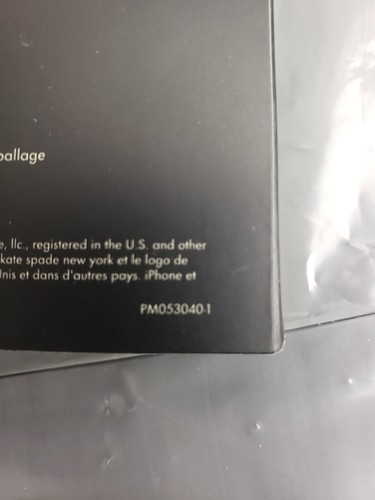 ballage
e, llc., registered in the U.S. and other
kate spade new york et le logo de
Unis et dans d'autres pays. iPhone et
PM053040-1